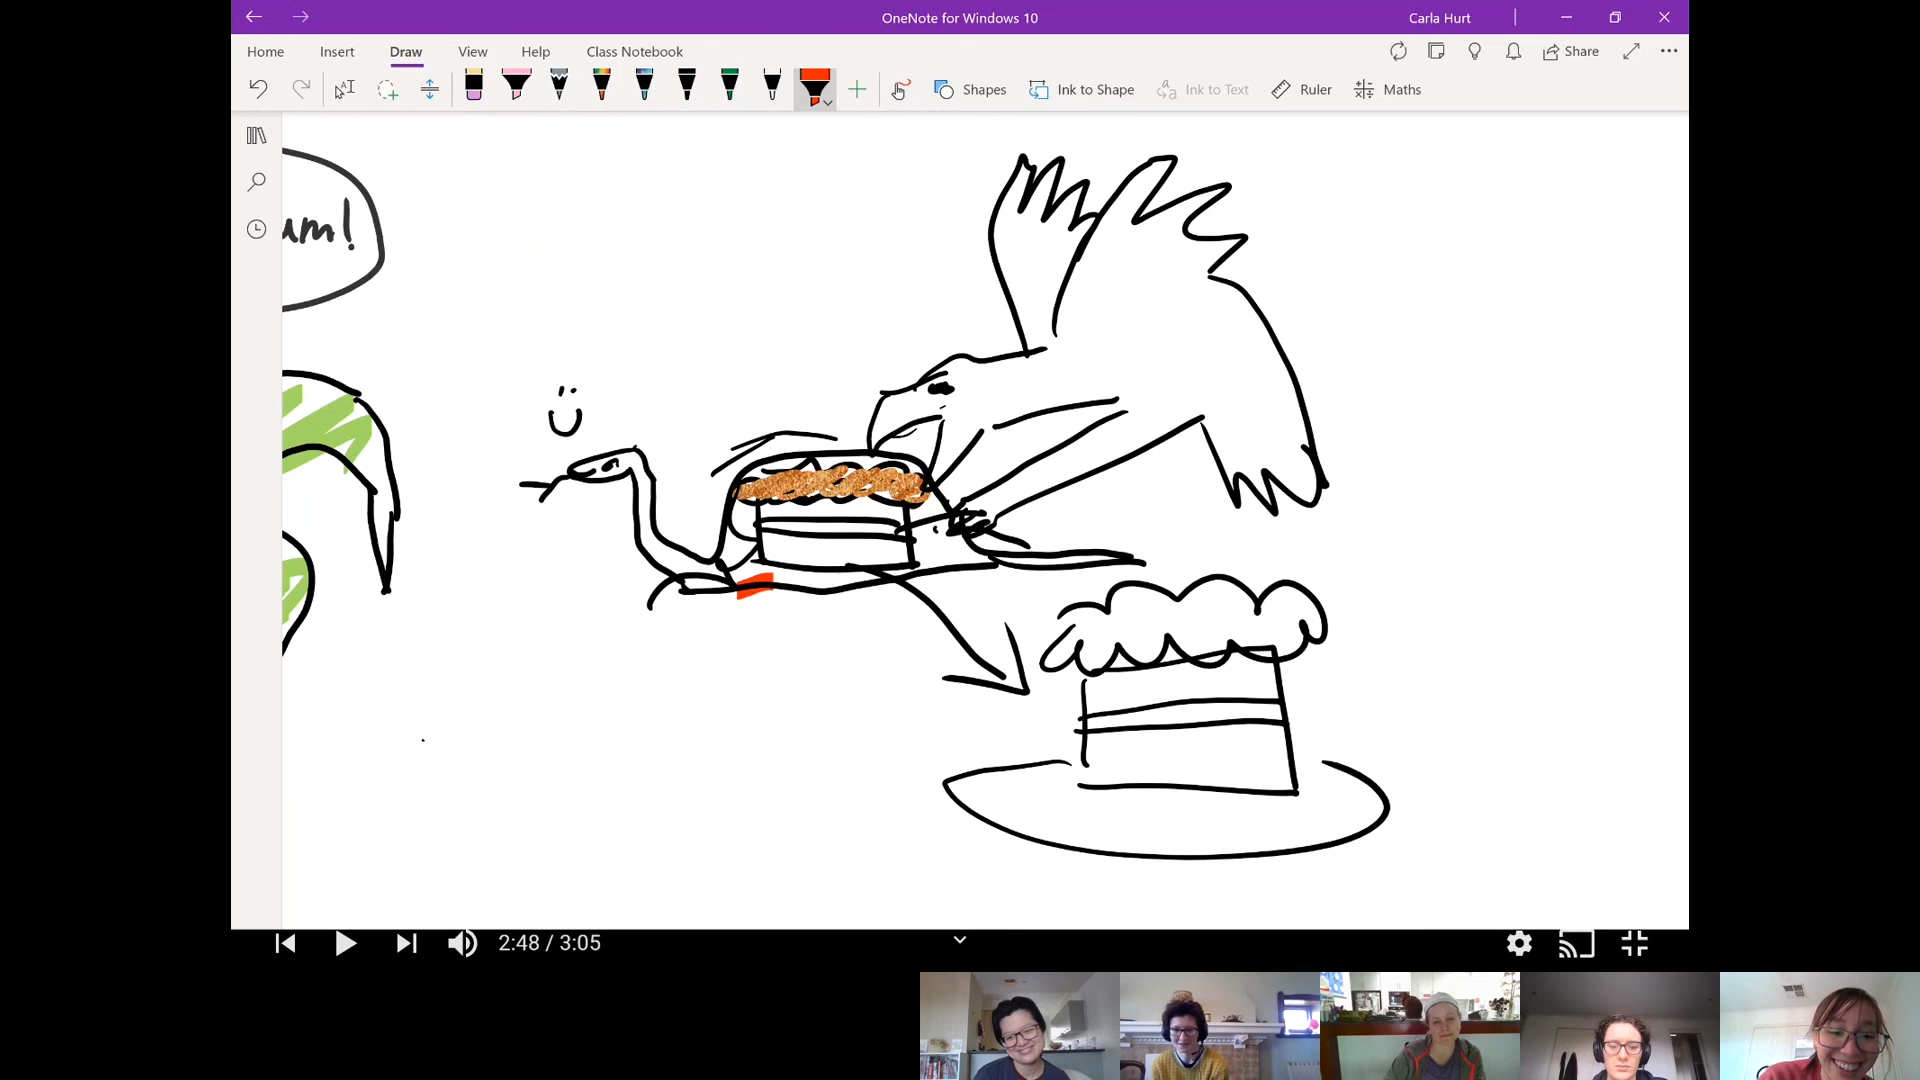 OneNote for Windows 10
Carla Hurt
Home Insert Draw View Help Class Notebook
Share
Shapes Ink to Shape Ink to Text Ruler Maths
um!
2:48 / 3:05